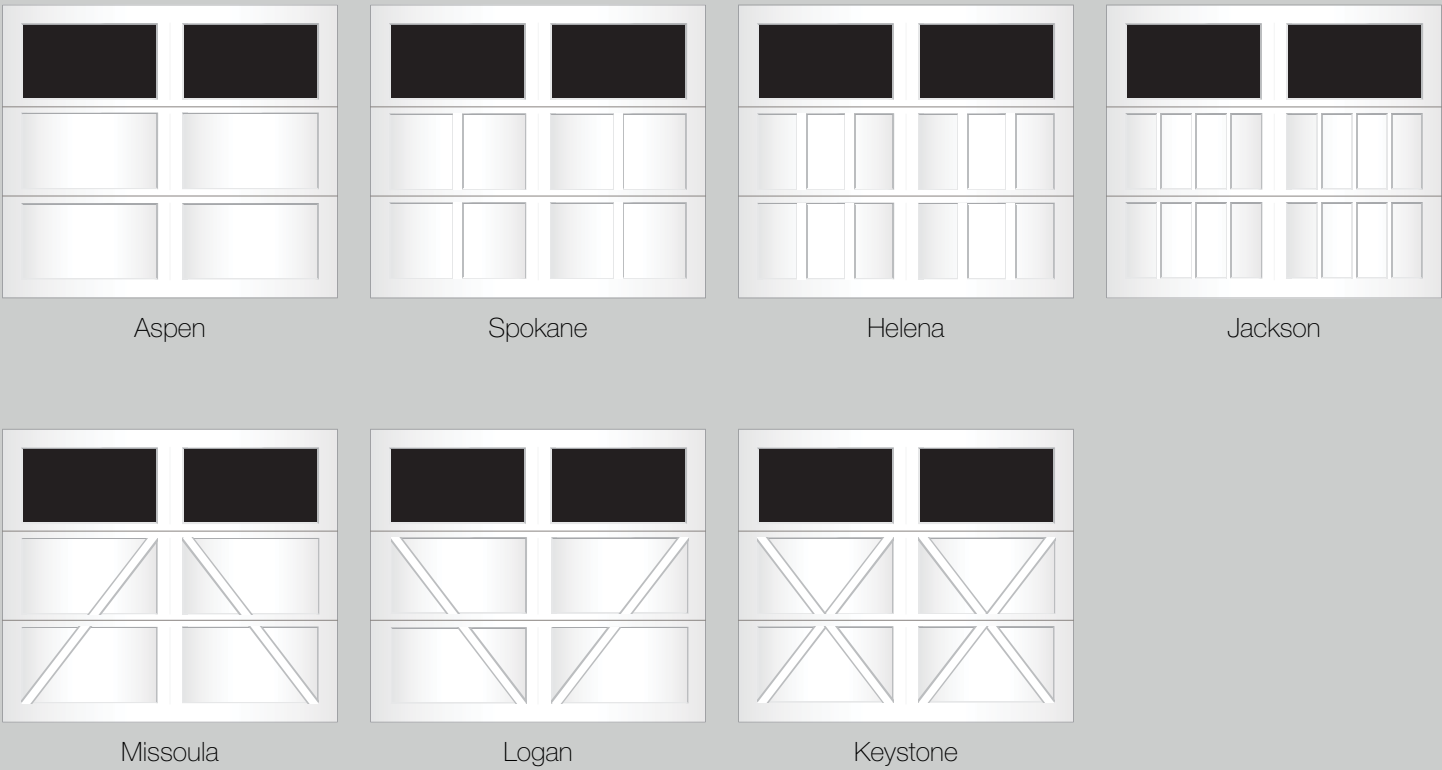 Aspen
Spokane
Helena
Jackson
Missoula
Logan
Keystone